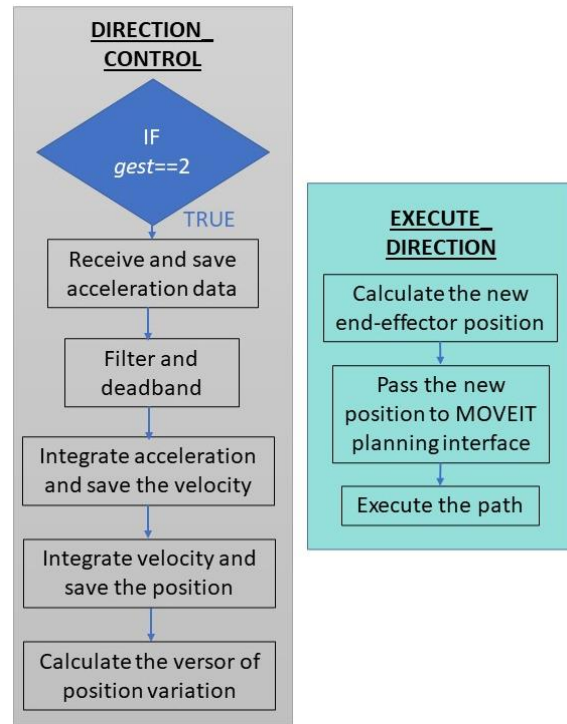 DIRECTION_
CONTROL
IF
gest==2
TRUE
Receive and save
acceleration data
Filter and
deadband
Integrate acceleration
and save the velocity
Integrate velocity and
save the position
Calculate the versor of
position variation
EXECUTE_
DIRECTION
Calculate the new
end-effector position
Pass the new
position to MOVEIT
planning interface
Execute the path